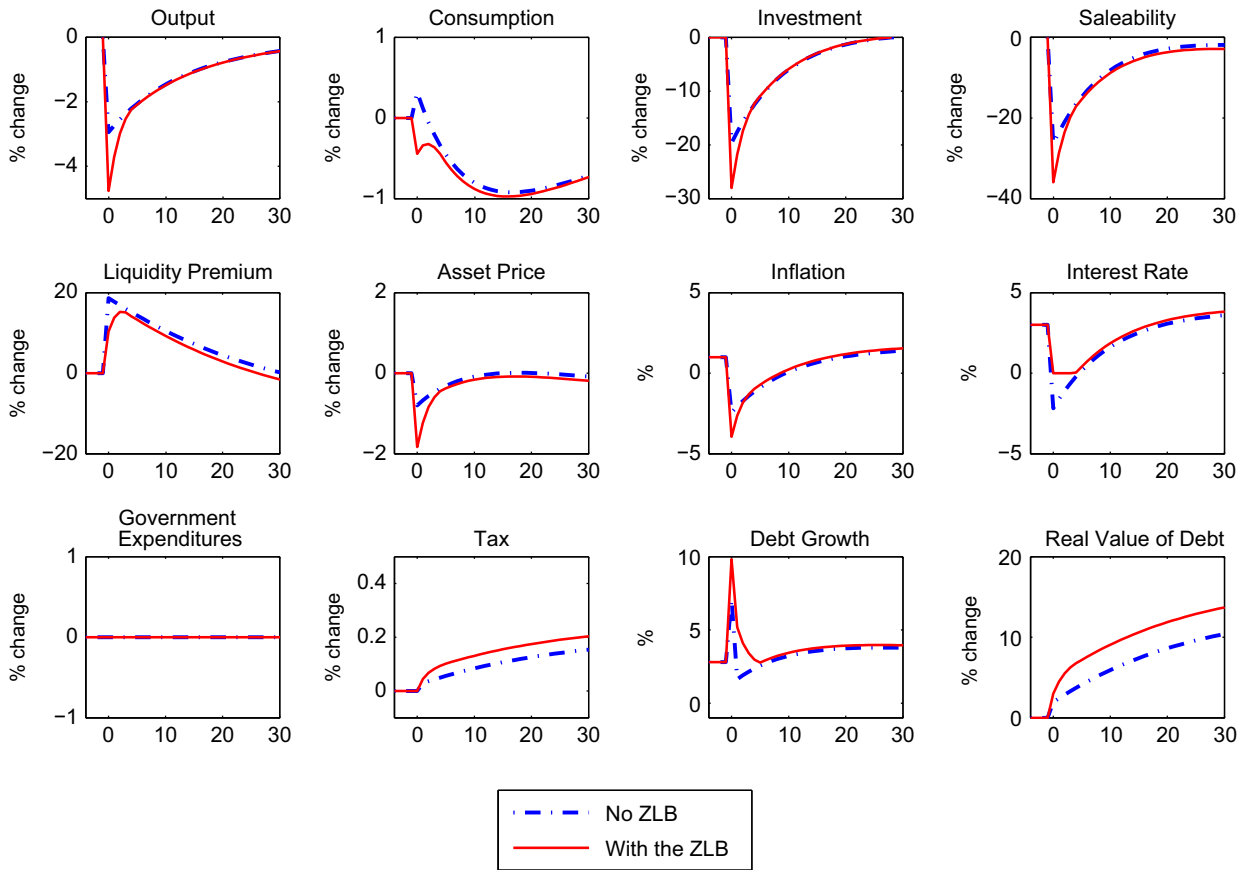 Output
Consumption
Investment
Saleability
% change
0
−2
−4
0 10 20 30
% change
1
0
−1
0 10 20 30
% change
0
−10
−20
−30
0 10 20 30
% change
0
−20
−40
0 10 20 30
Liquidity Premium
Asset Price
Inflation
Interest Rate
% change
20
0
−20
0 10 20 30
% change
2
0
−2
0 10 20 30
%
5
0
−5
0 10 20 30
%
5
0
−5
0 10 20 30
Government
Expenditures
Tax
Debt Growth
Real Value of Debt
% change
1
0
−1
0 10 20 30
% change
0.4
0.2
0
0 10 20 30
%
10
5
0
0 10 20 30
% change
20
10
0
0 10 20 30
No ZLB
With the ZLB